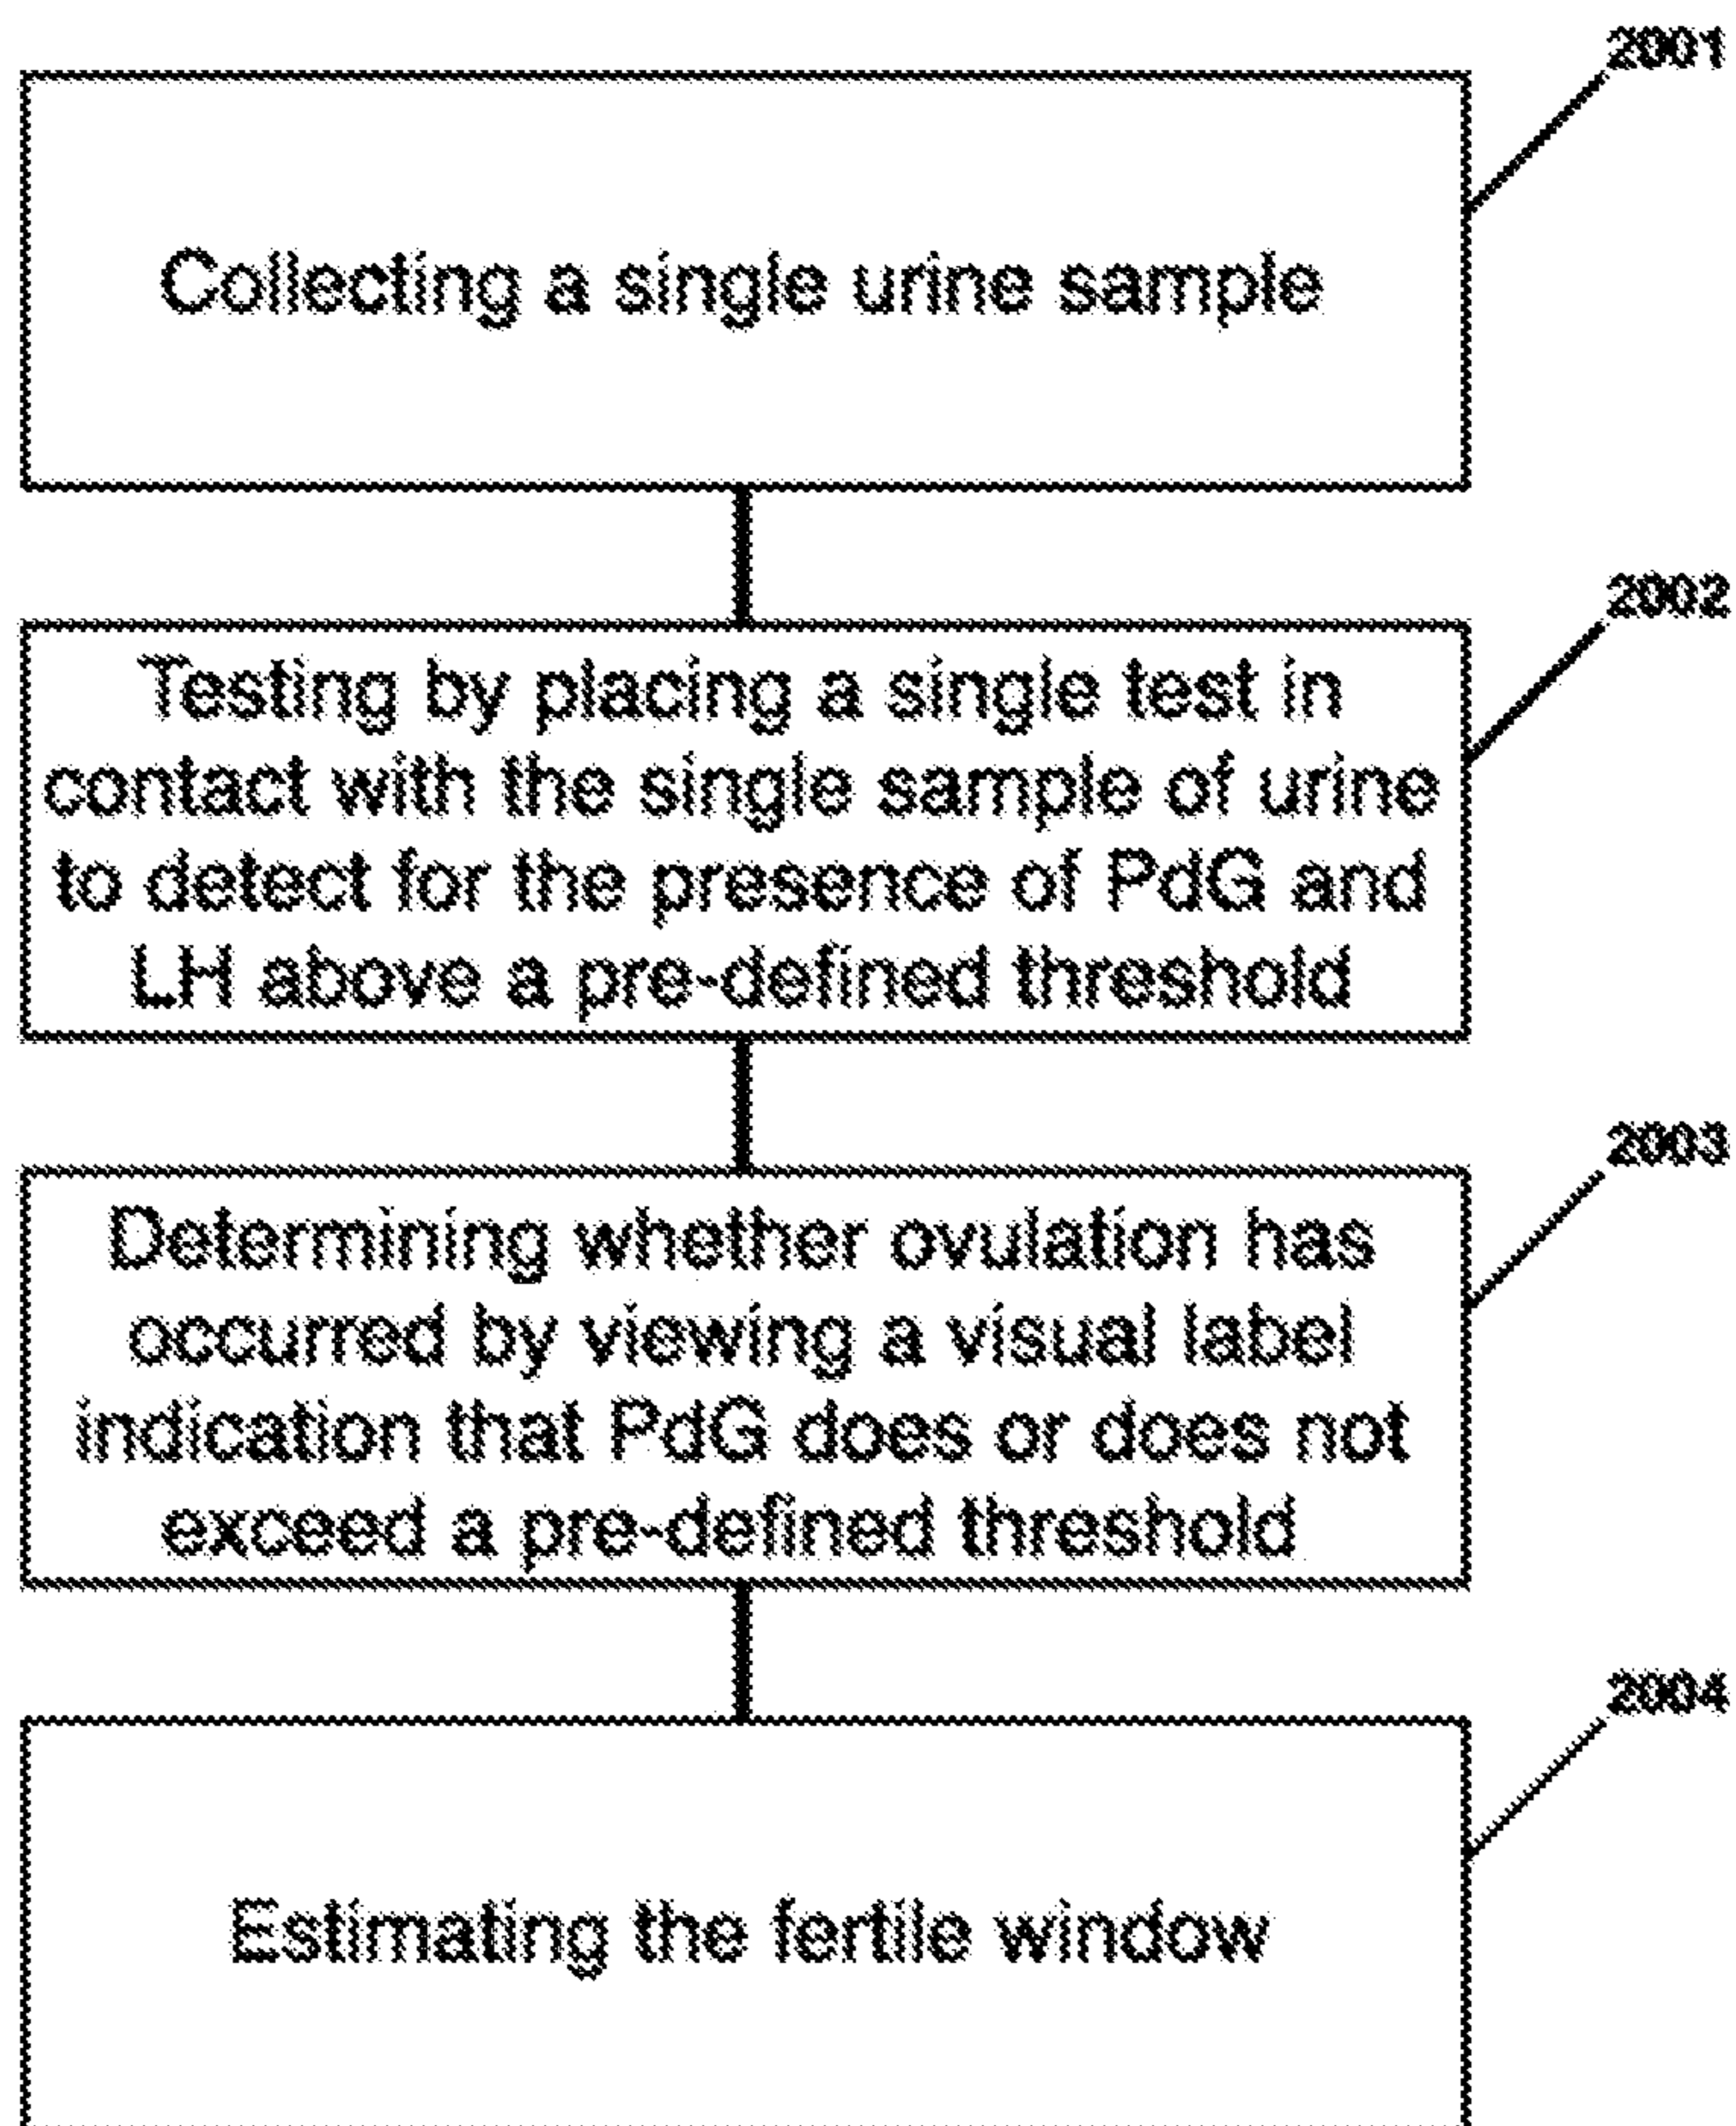 2001
Collecting a single urine sample
2002
Testing by placing a single test in
contact with the single sample of urine
to detect for the presence of PdG and
LH above a pre-defined threshold
2003
Determining whether ovulation has
occurred by viewing a visual label
indication that PdG does or does not
exceed a pre-defined threshold
2004
Estimating the fertile window